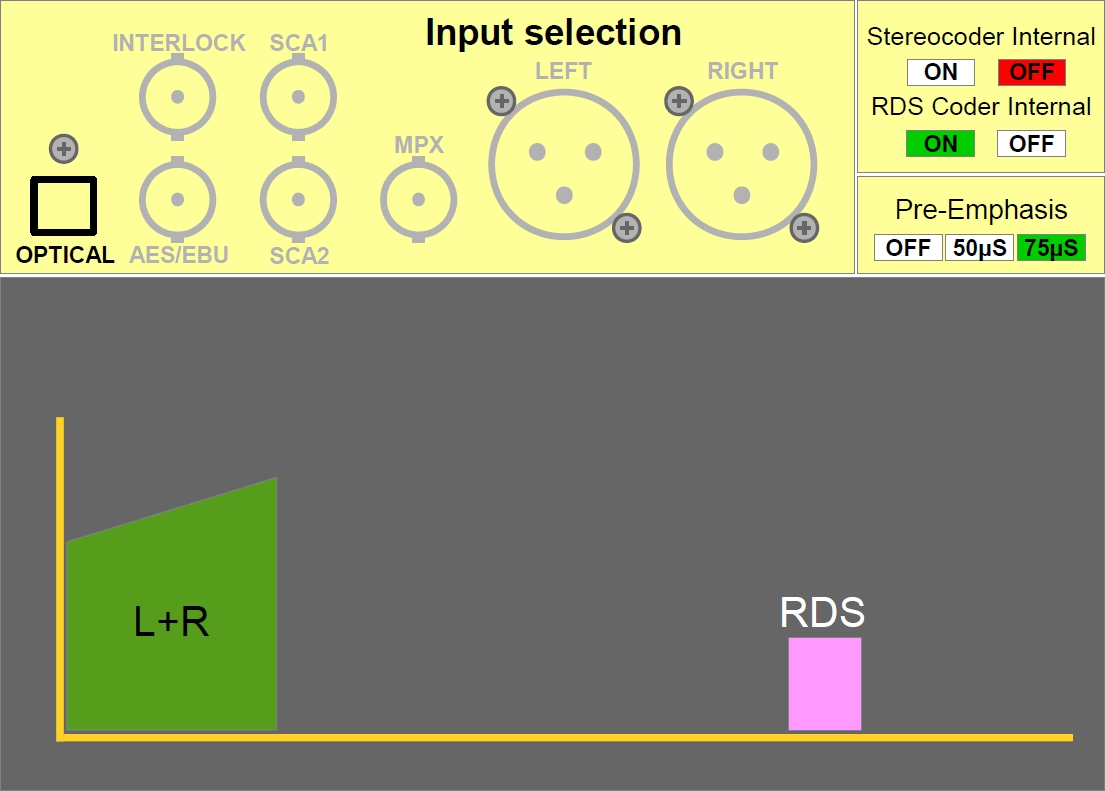 Input selection
INTERLOCK SCA1
LEFT RIGHT
MPX
OPTICAL AES/EBU SCA2
Stereocoder Internal
ON OFF
RDS Coder Internal
ON OFF
Pre-Emphasis
OFF 50µS 75µS
L+R
RDS